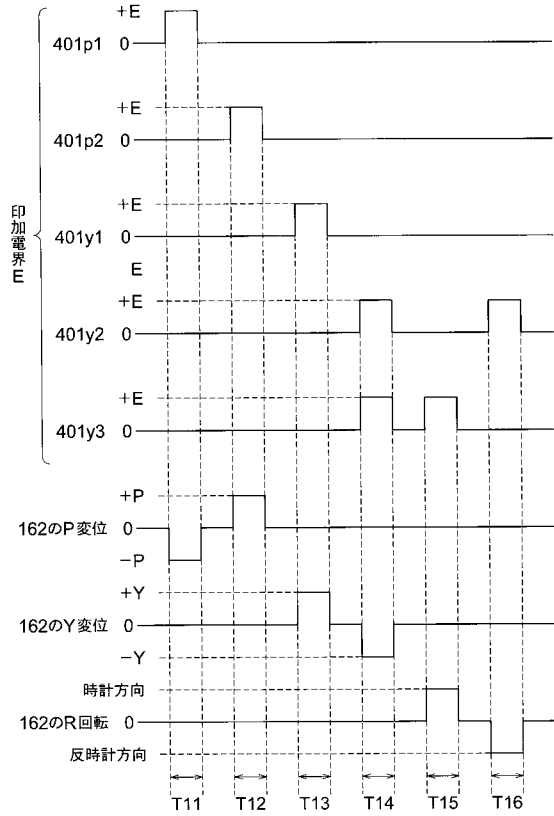 印加電界E
+E
401p1 0
+E
401p2 0
+E
401y1 0
E
+E
401y2 0
+E
401y3 0
+P
162のP変位 0
−P
+Y
162のY変位 0
−Y
時計方向
162のR回転 0
反時計方向
T11 T12 T13 T14 T15 T16